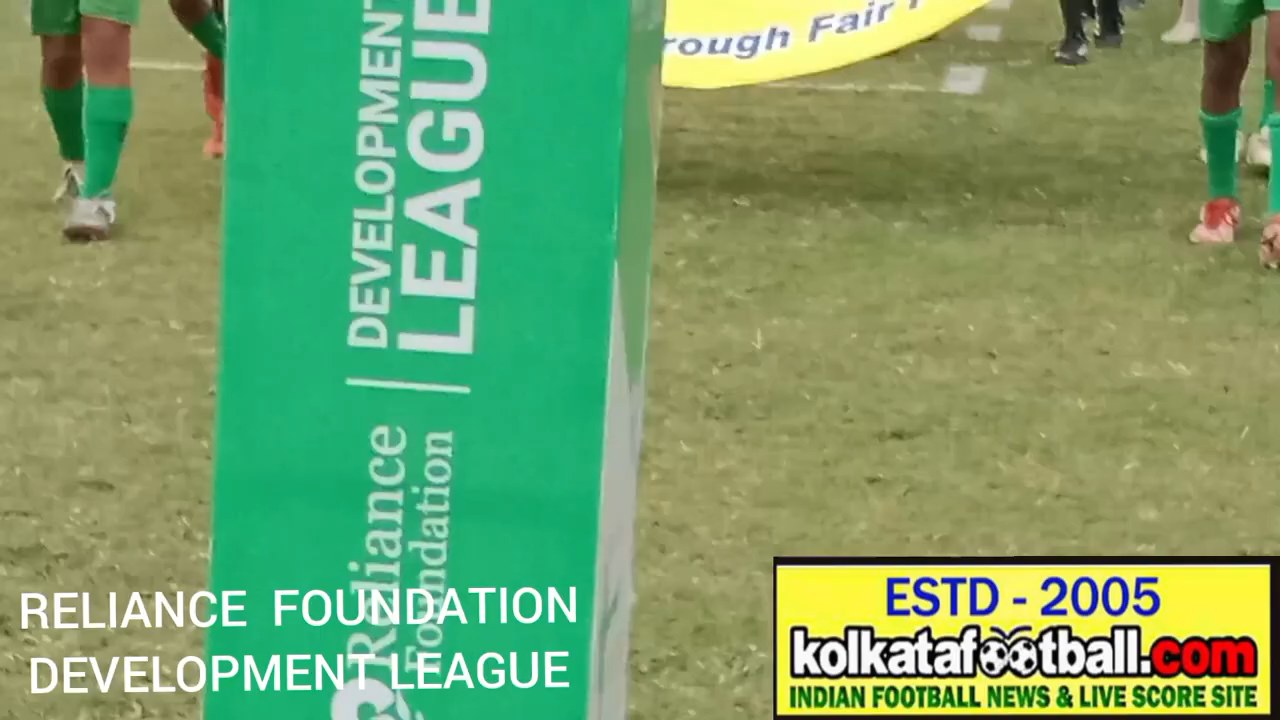 rough Fair
DEVELOPMENT
LEAGUE
Reliance
Foundation
RELIANCE FOUNDATION
DEVELOPMENT LEAGUE
ESTD - 2005
kolkatafootball.com
INDIAN FOOTBALL NEWS & LIVE SCORE SITE